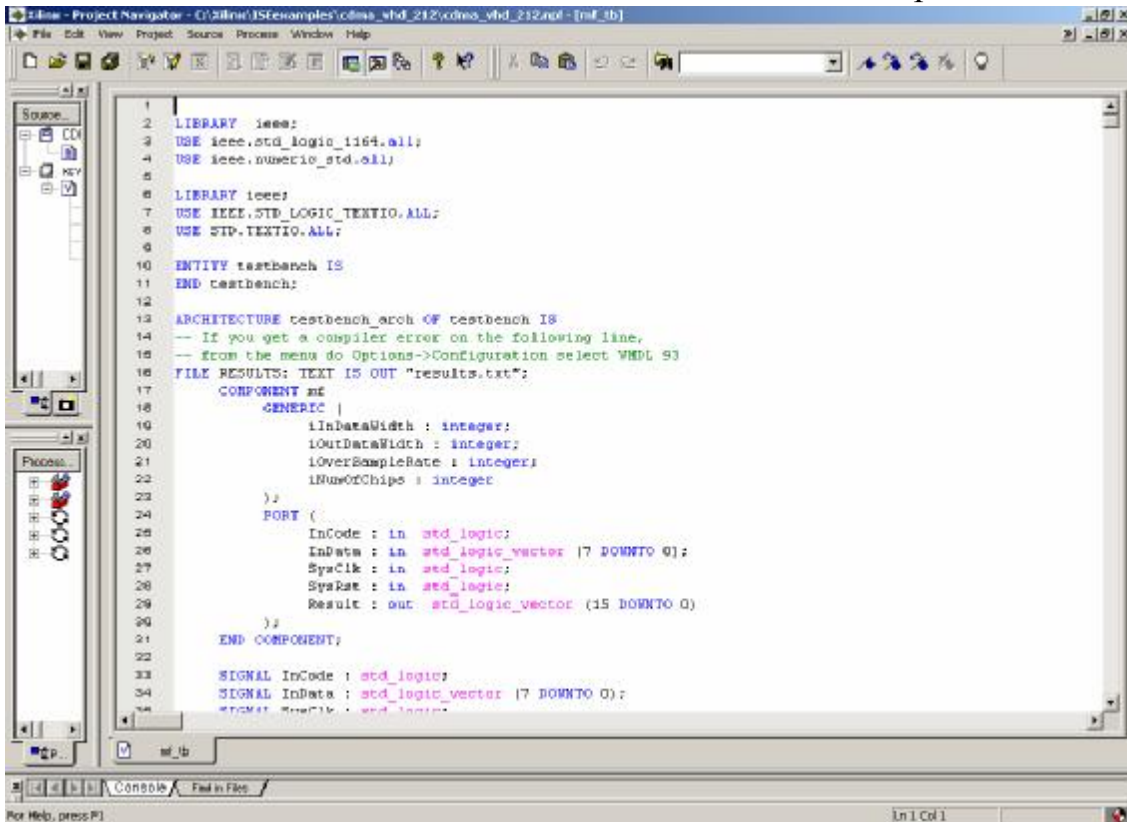 Xilinx - Project Navigator - C:\Xilinx\ISEexamples\cdma_vhd_212\cdma_vhd_212.npl - [mf_tb]
File Edit View Project Source Process Window Help
Source...
CDI
KEY
Process...
1
2 LIBRARY ieee;
3 USE ieee.std_logic_1164.all;
4 USE ieee.numeric_std.all;
5
6 LIBRARY ieee;
7 USE IEEE.STD_LOGIC_TEXTIO.ALL;
8 USE STD.TEXTIO.ALL;
9
10 ENTITY testbench IS
11 END testbench;
12
13 ARCHITECTURE testbench_arch OF testbench IS
14 -- If you get a compiler error on the following line,
15 -- from the menu do Options->Configuration select VHDL 93
16 FILE RESULTS: TEXT IS OUT "results.txt";
17 COMPONENT mf
18 GENERIC (
19 iInDataWidth : integer;
20 iOutDataWidth : integer;
21 iOverSampleRate : integer;
22 iNumOfChips : integer
23 );
24 PORT (
25 InCode : in std_logic;
26 InData : in std_logic_vector (7 DOWNTO 0);
27 SysClk : in std_logic;
28 SysRst : in std_logic;
29 Result : out std_logic_vector (15 DOWNTO 0)
30 );
31 END COMPONENT;
32
33 SIGNAL InCode : std_logic;
34 SIGNAL InData : std_logic_vector (7 DOWNTO 0);
35 SIGNAL SysClk : std_logic;
P..
mf_tb
Console Find in Files
For Help, press F1
Ln 1 Col 1